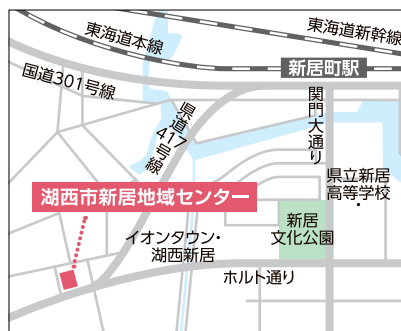 東海道本線
東海道新幹線
国道301号線
新居町駅
県道417号線
関門大通り
県立新居
高等学校・
湖西市新居地域センター
新居
文化公園
イオンタウン・
湖西新居
ホルト通り